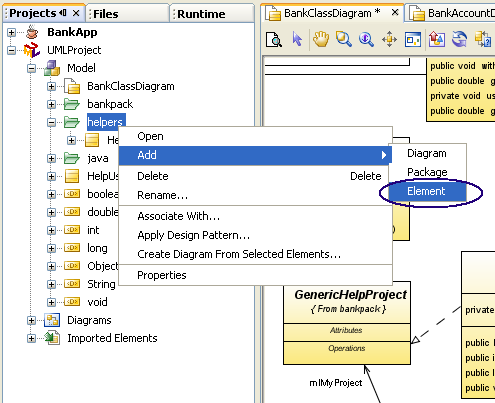 Projects
Files
Runtime
BankApp
UMLProject
Model
BankClassDiagram
bankpack
helpers
java
boolea
double
int
long
Object
String
void
Diagrams
Imported Elements
Open
Add
Delete Delete
Rename...
Associate With...
Apply Design Pattern...
Create Diagram From Selected Elements...
Properties
Diagram
Package
Element
BankClassDiagram *
BankAccountD
public void with
public double g
private void us
public double g
GenericHelpProject
{ From bankpack }
Attributes
Operations
mIMyProject
private
public
public i
public
public v